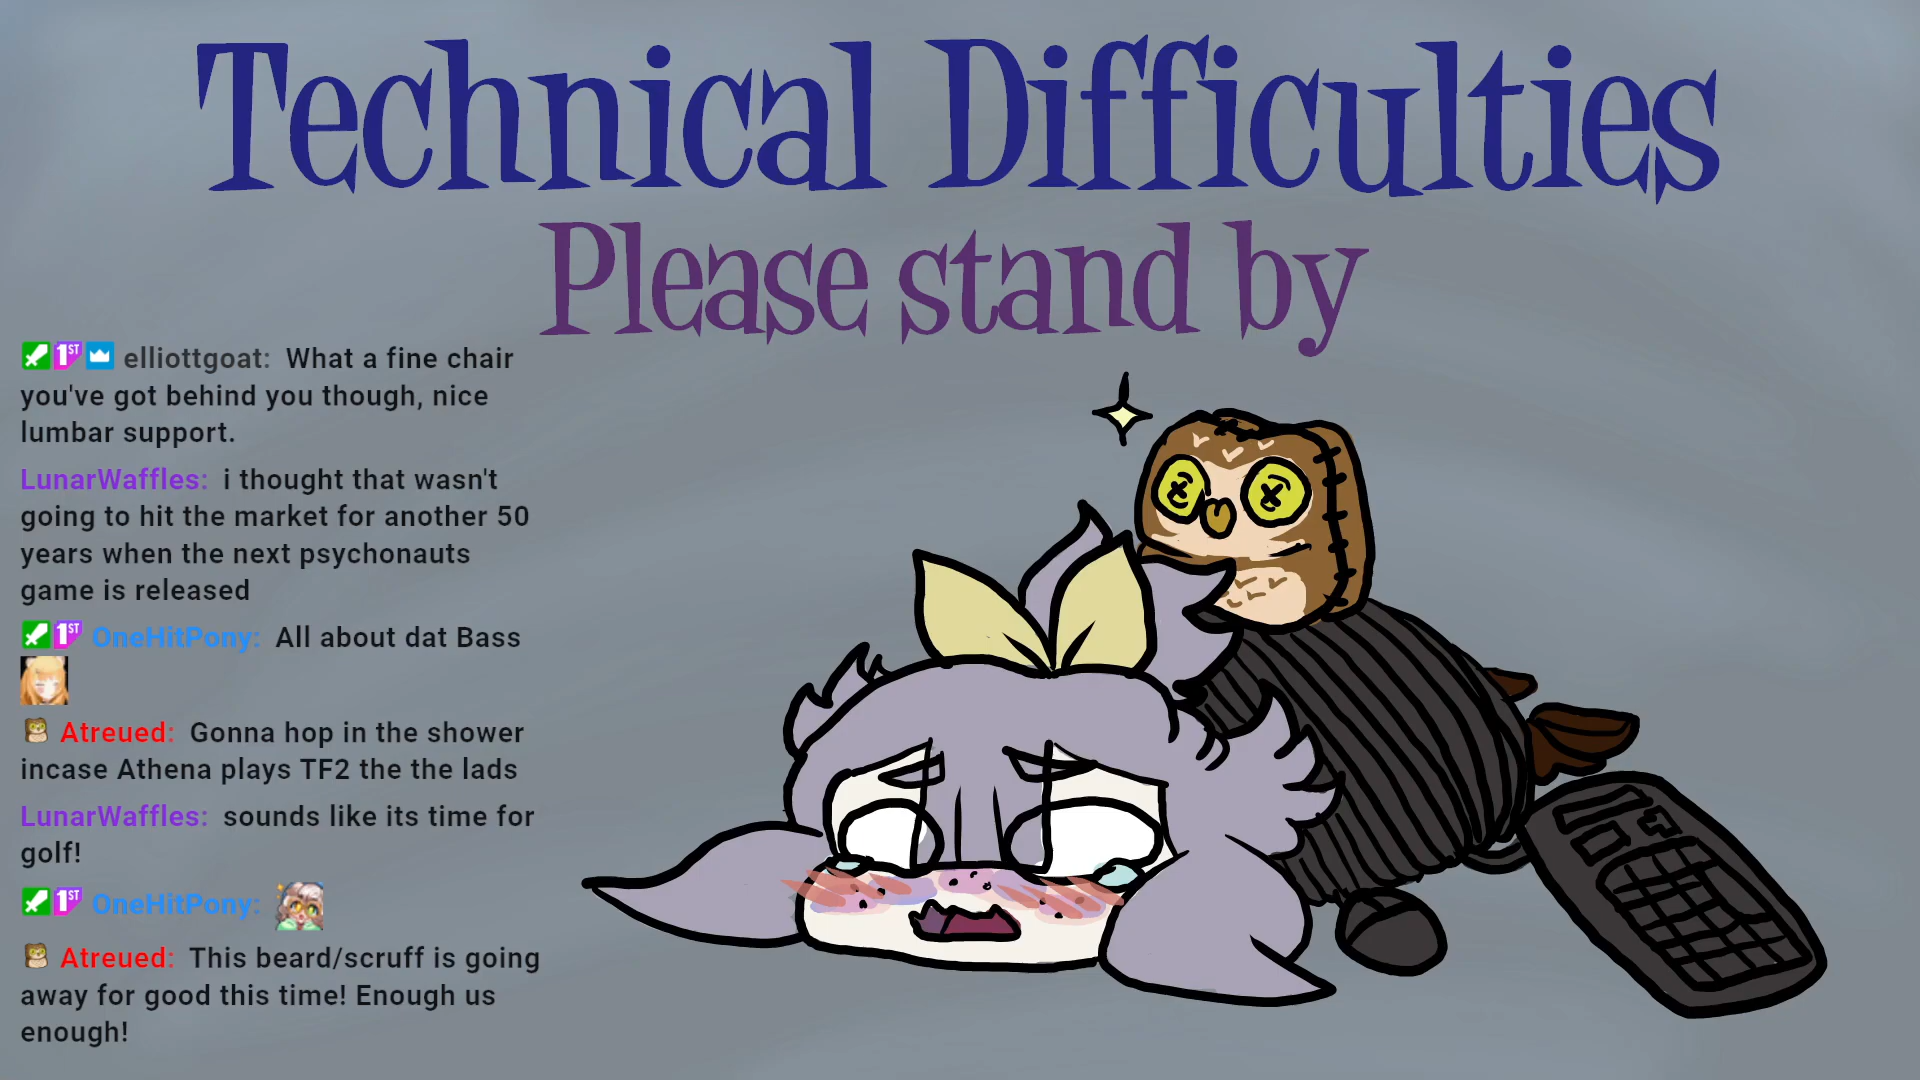 Technical Difficulties
Please stand by
1ST elliottgoat: What a fine chair
you've got behind you though, nice
lumbar support.
LunarWaffles: i thought that wasn't
going to hit the market for another 50
years when the next psychonauts
game is released
1ST OneHitPony: All about dat Bass
Atreued: Gonna hop in the shower
incase Athena plays TF2 the the lads
LunarWaffles: sounds like its time for
golf!
1ST OneHitPony:
Atreued: This beard/scruff is going
away for good this time! Enough us
enough!